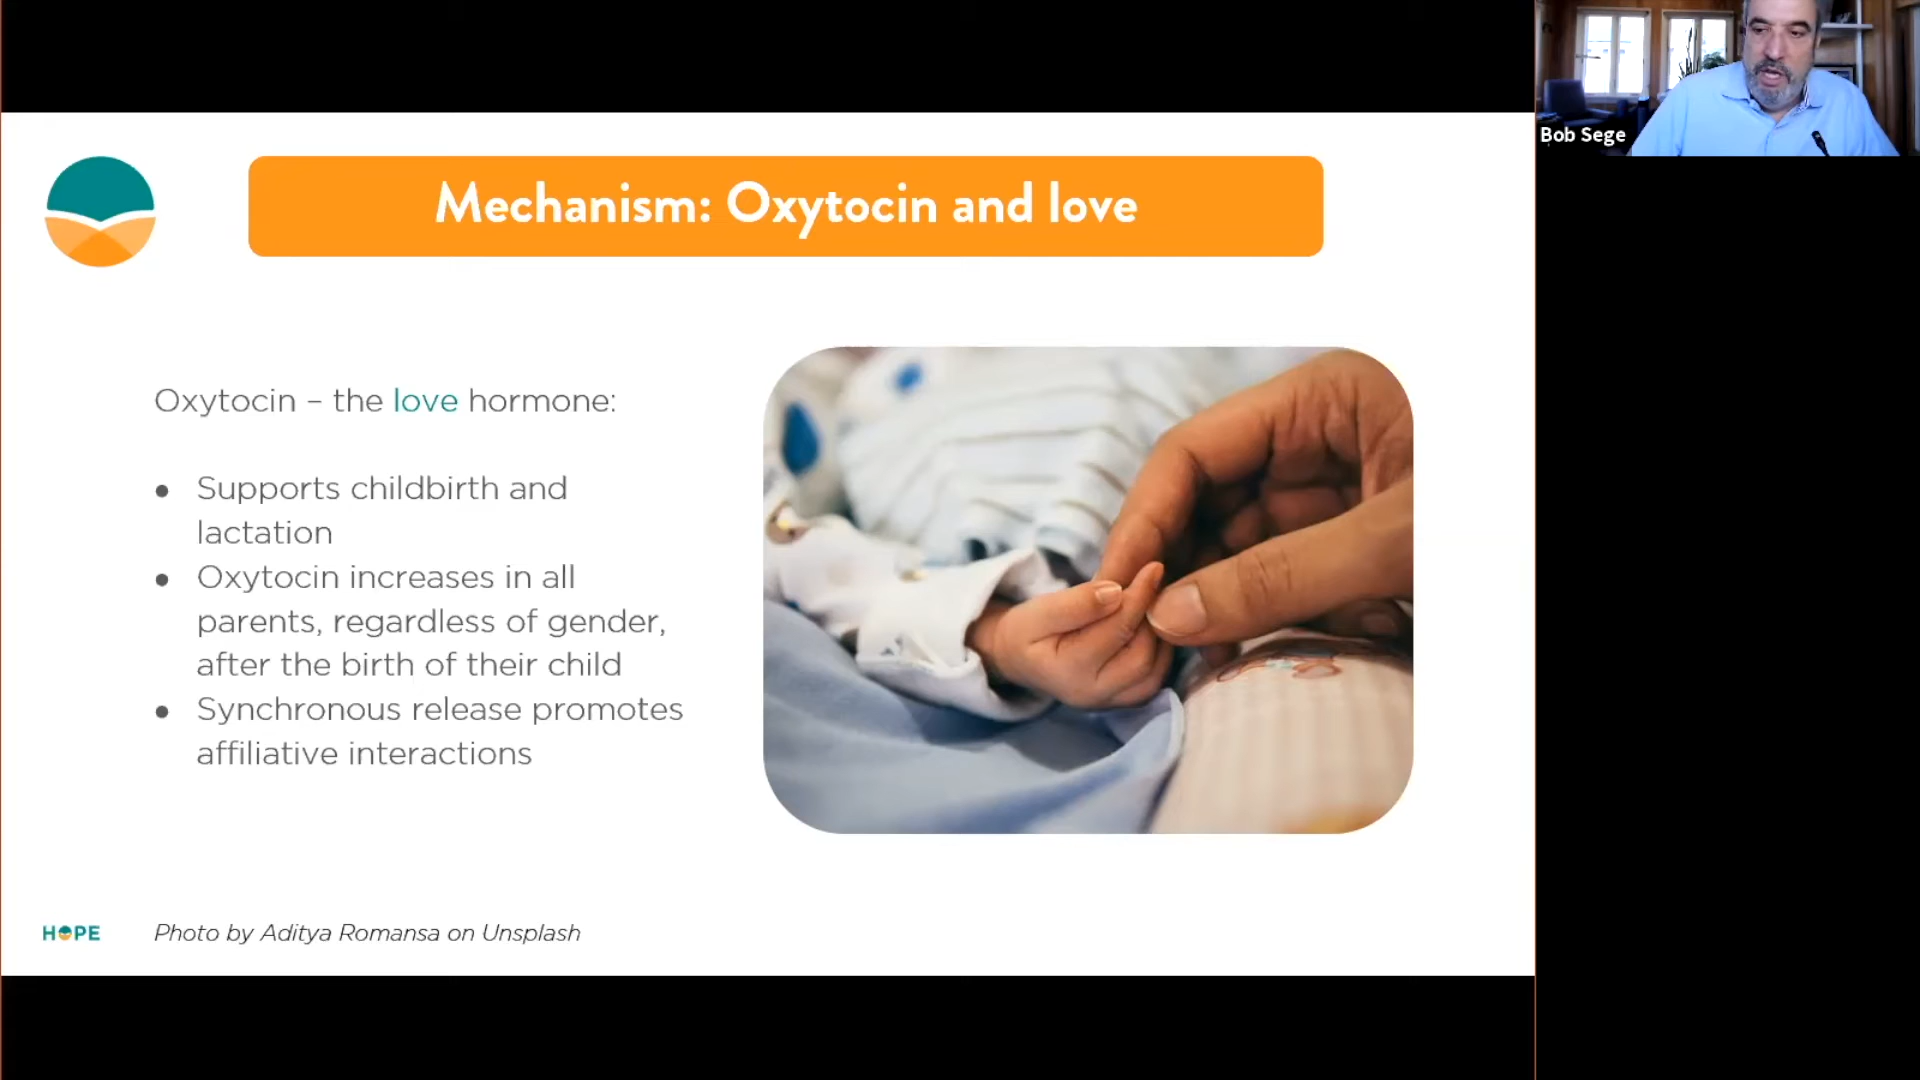 Mechanism: Oxytocin and love
Oxytocin – the love hormone:
● Supports childbirth and
lactation
● Oxytocin increases in all
parents, regardless of gender,
after the birth of their child
● Synchronous release promotes
affiliative interactions
HOPE
Photo by Aditya Romansa on Unsplash
Bob Sege